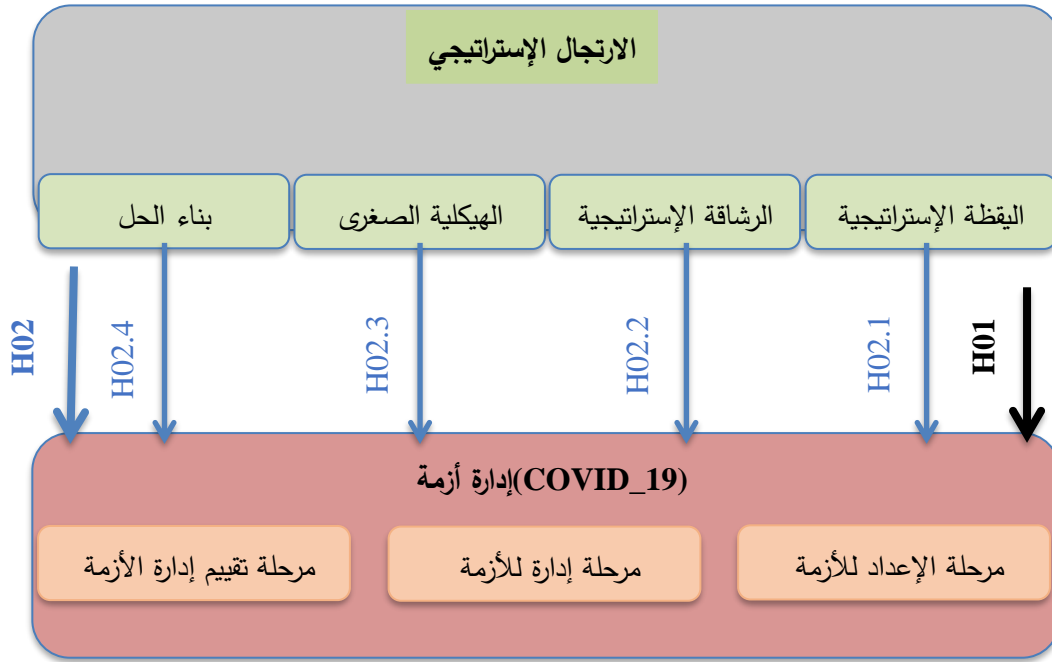 الارتجال الإستراتيجي
اليقظة الإستراتيجية
الرشاقة الإستراتيجية
الهيكلية الصغرى
بناء الحل
H01
H02.1
H02.2
H02.3
H02.4
H02
إدارة أزمة(COVID_19)
مرحلة الإعداد للأزمة
مرحلة إدارة للأزمة
مرحلة تقييم إدارة الأزمة